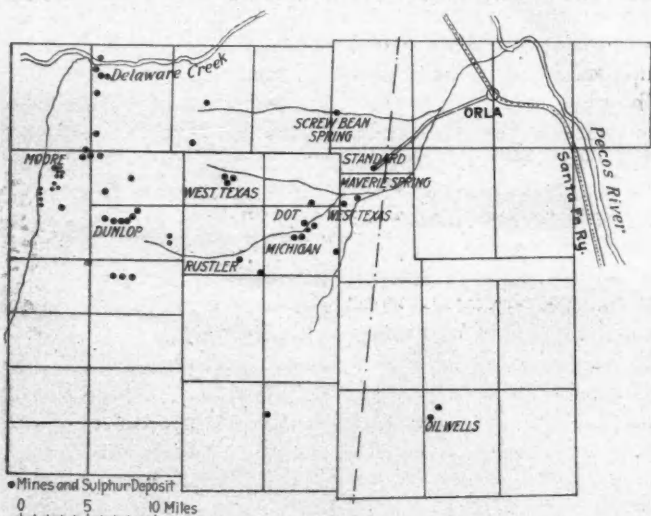 Delaware Creek
SCREW BEAN
SPRING
ORLA
Pecos River
Santa Fe Ry.
MOORE
STANDARD
MAVERIE SPRING
WEST TEXAS
WEST TEXAS
DOT
DUNLOP
MICHIGAN
RUSTLER
OIL WELLS
Mines and Sulphur Deposit
0 5 10 Miles